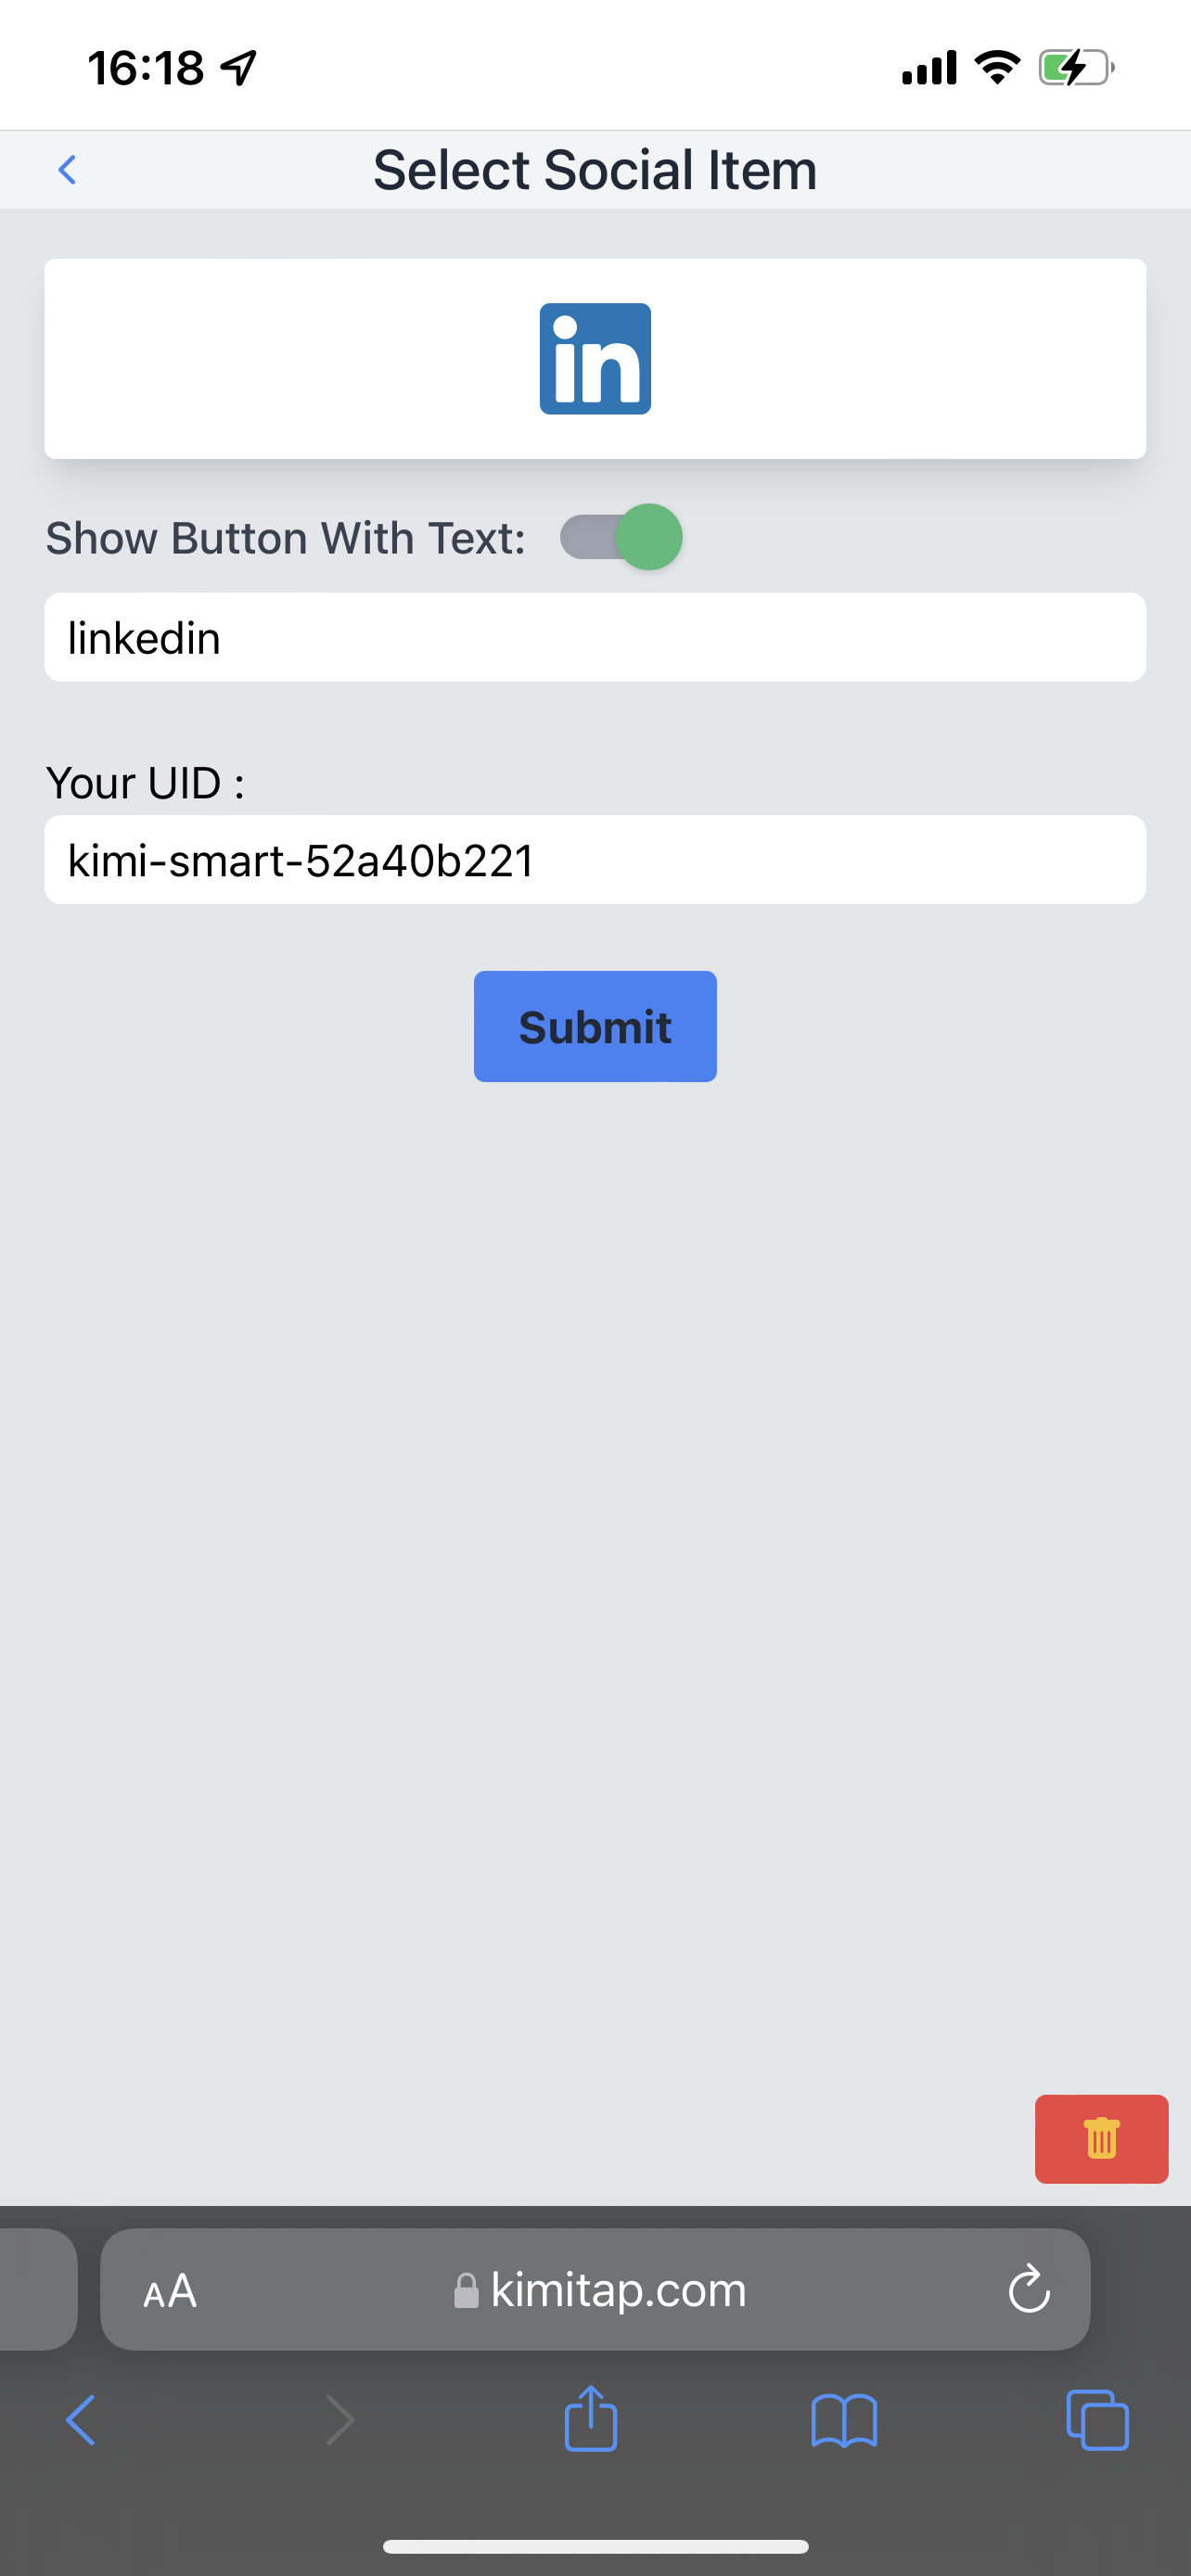 16:18
Select Social Item
in
Show Button With Text:
linkedin
Your UID :
kimi-smart-52a40b221
Submit
AA kimitap.com